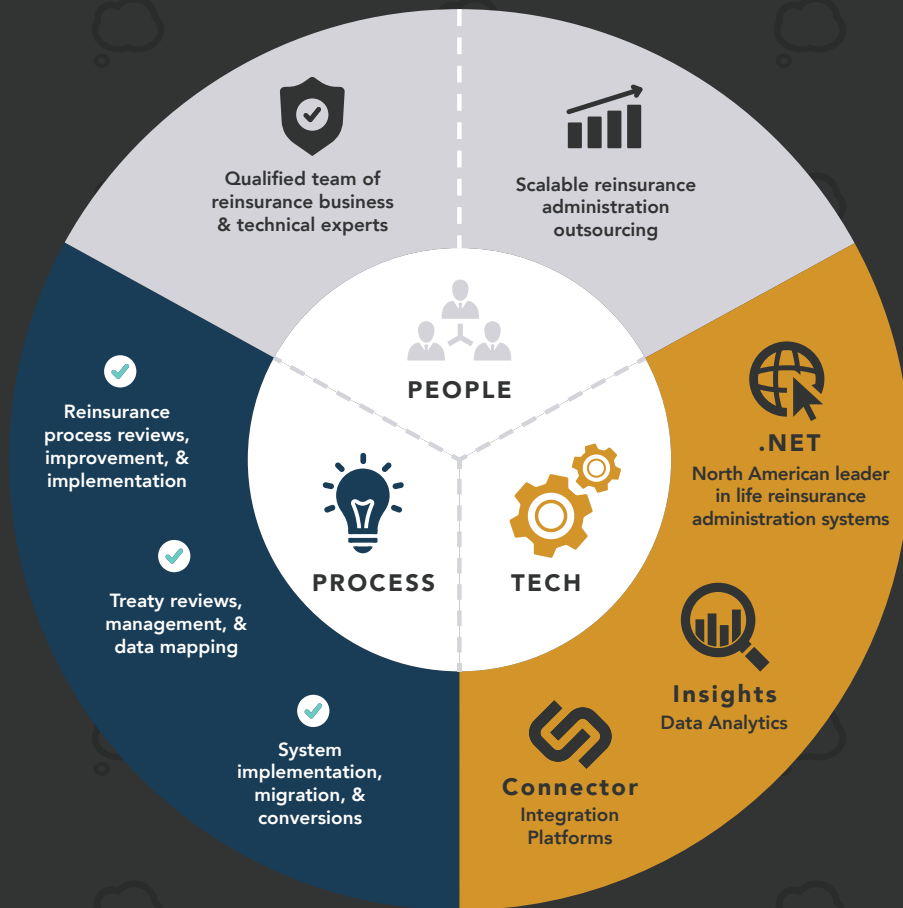 Qualified team of
reinsurance business
& technical experts
Scalable reinsurance
administration
outsourcing
PEOPLE
PROCESS
TECH
Reinsurance
process reviews,
improvement, &
implementation
Treaty reviews,
management, &
data mapping
System
implementation,
migration, &
conversions
.NET
North American leader
in life reinsurance
administration systems
Insights
Data Analytics
Connector
Integration
Platforms